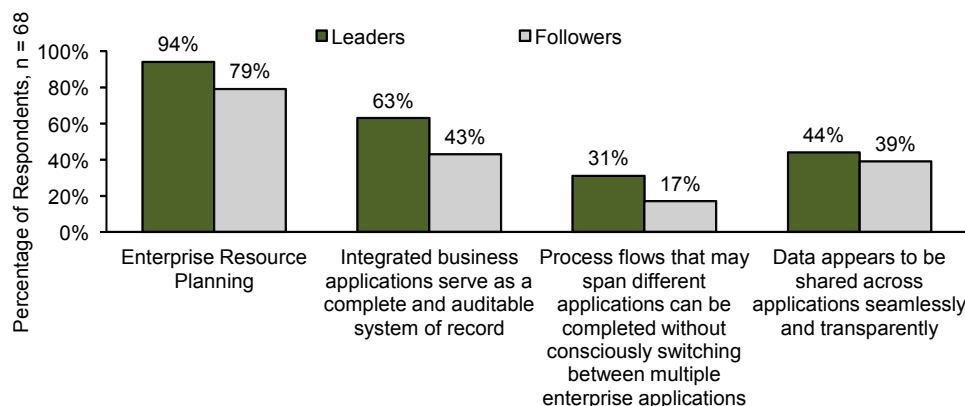 Percentage of Respondents, n = 68
Leaders Followers
100%
80%
60%
40%
20%
0%
94%
79%
63%
43%
31%
17%
44%
39%
Enterprise Resource
Planning
Integrated business
applications serve as a
complete and auditable
system of record
Process flows that may
span different
applications can be
completed without
consciously switching
between multiple
enterprise applications
Data appears to be
shared across
applications seamlessly
and transparently